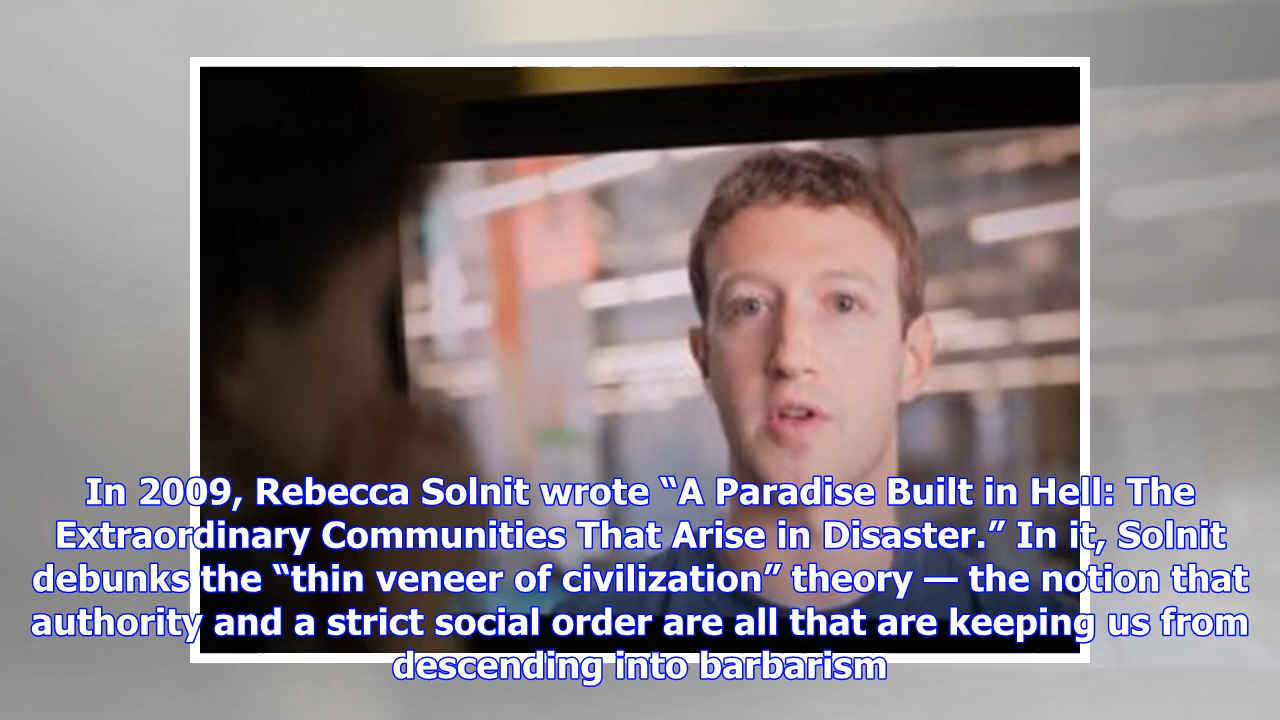 In 2009, Rebecca Solnit wrote “A Paradise Built in Hell: The
Extraordinary Communities That Arise in Disaster.” In it, Solnit
debunks the “thin veneer of civilization” theory — the notion that
authority and a strict social order are all that are keeping us from
descending into barbarism